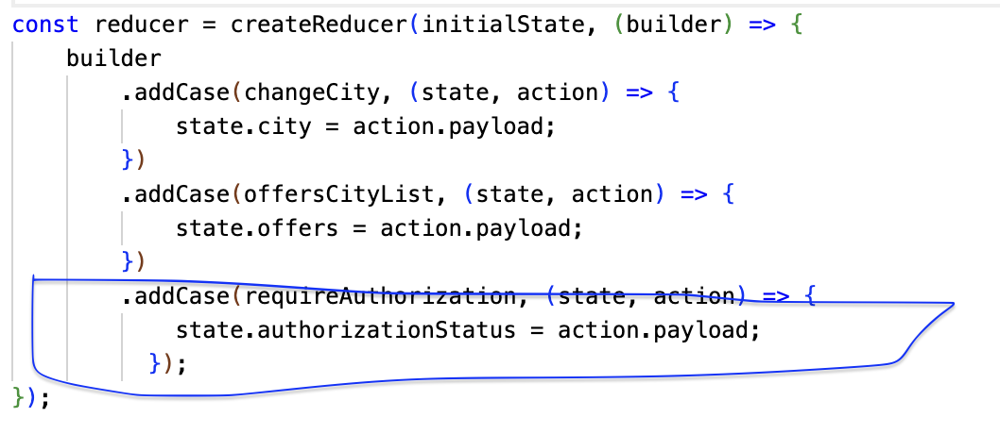 const reducer = createReducer(initialState, (builder) => {
    builder
        .addCase(changeCity, (state, action) => {
            state.city = action.payload;
        })
        .addCase(offersCityList, (state, action) => {
            state.offers = action.payload;
        })
        .addCase(requireAuthorization, (state, action) => {
            state.authorizationStatus = action.payload;
          });
});